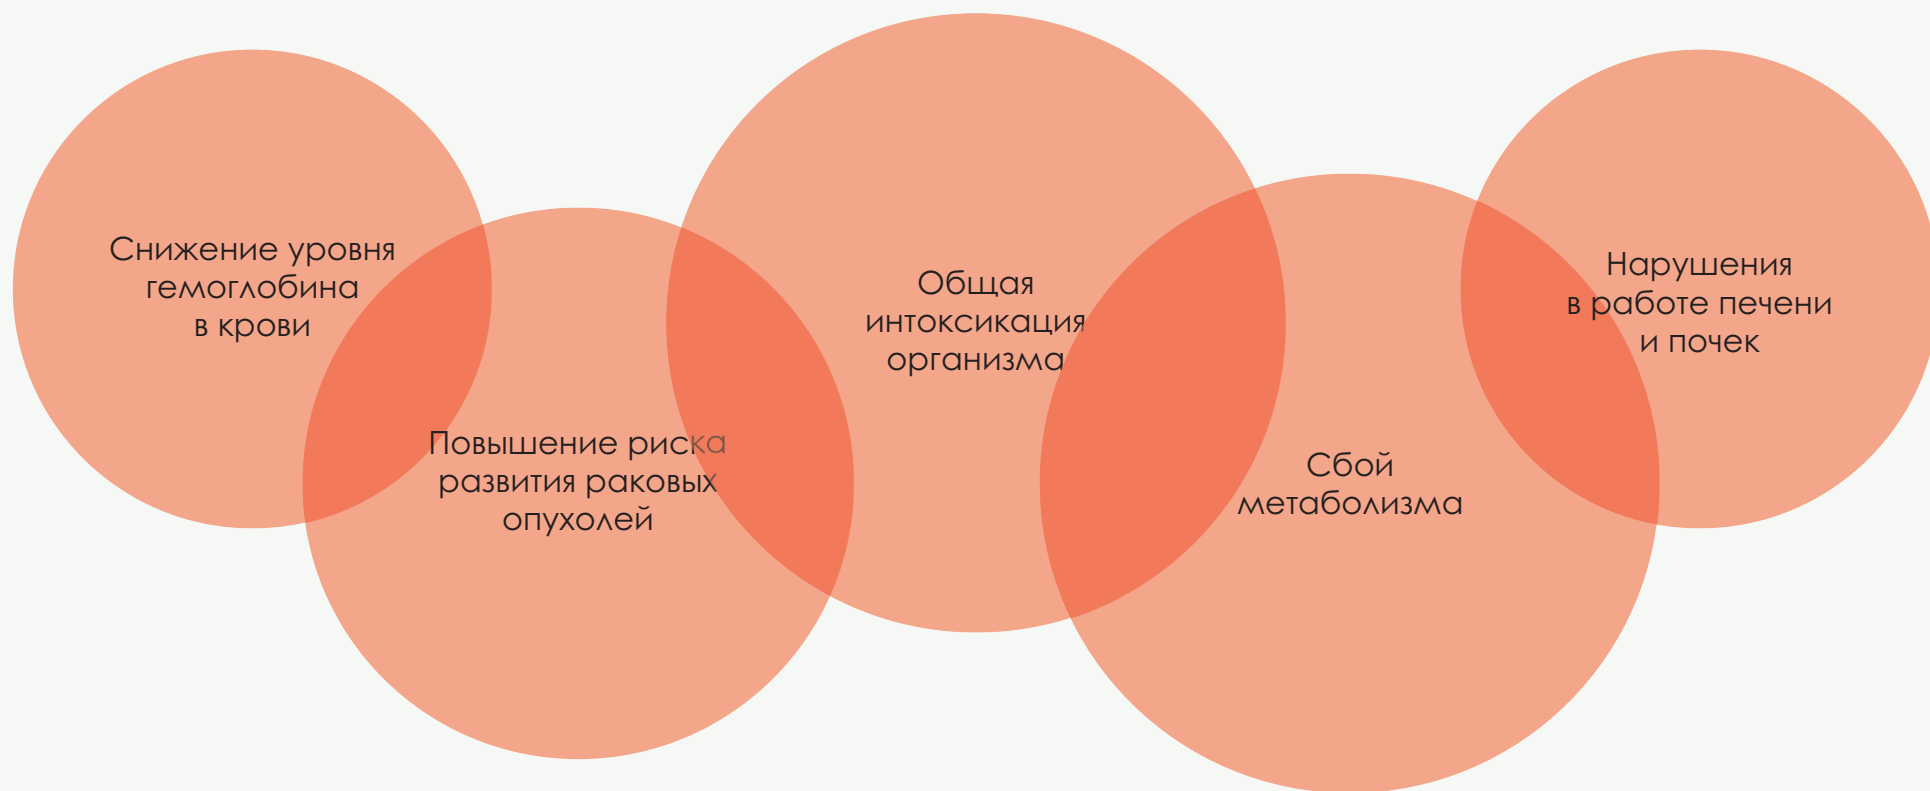 Снижение уровня
гемоглобина
в крови
Повышение риска
развития раковых
опухолей
Общая
интоксикация
организма
Сбой
метаболизма
Нарушения
в работе печени
и почек